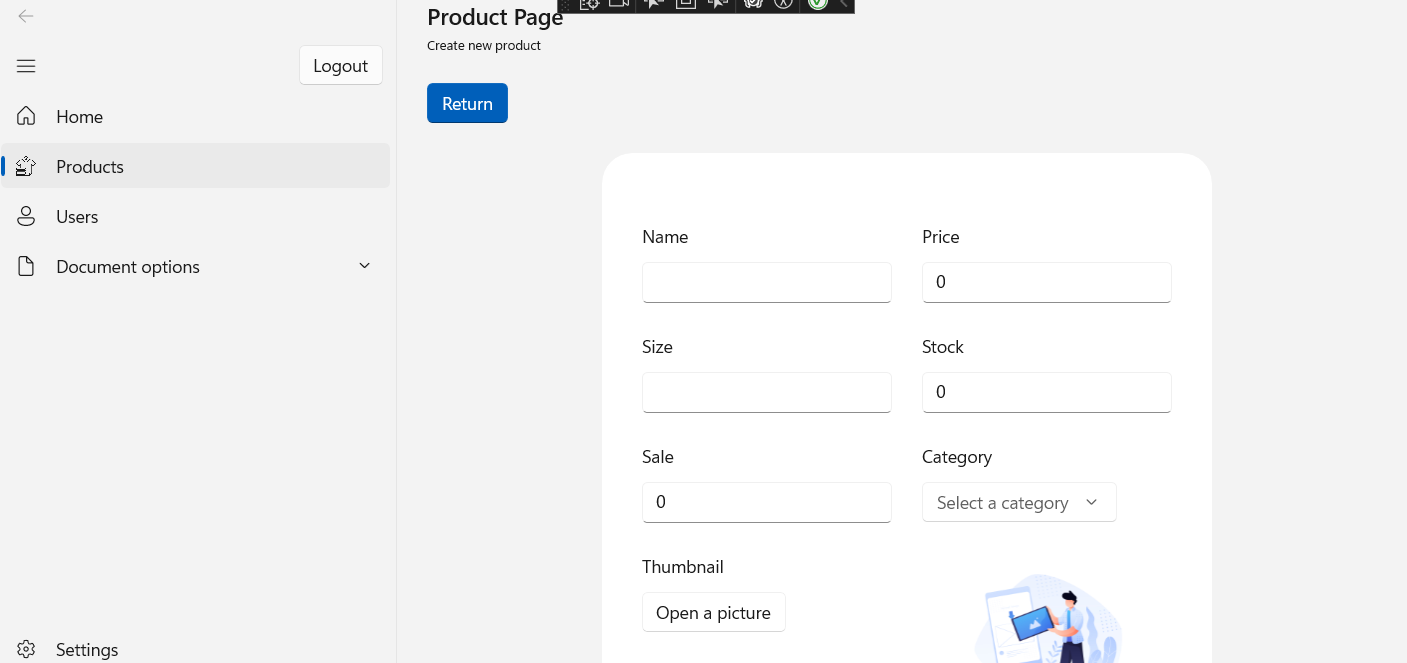 Product Page
Create new product
Logout
Return
Home
Products
Users
Document options
Name
Price
0
Size
Stock
0
Sale
Category
0
Select a category
Thumbnail
Open a picture
Settings